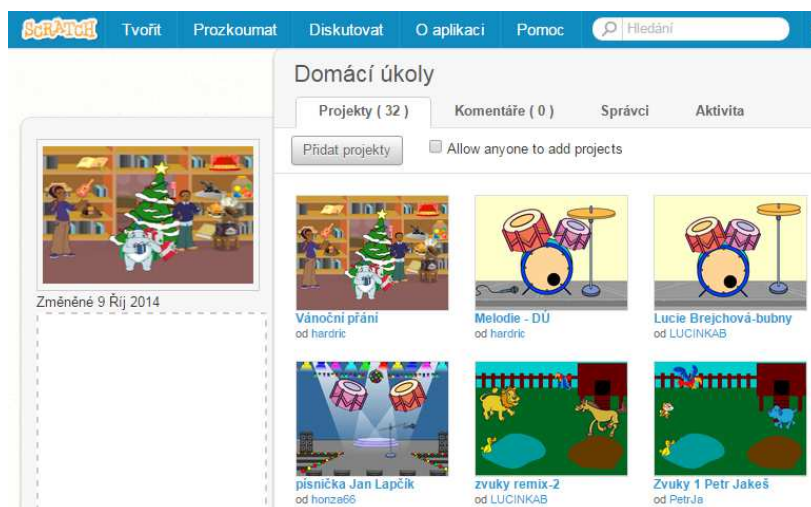 SCRATCH Tvořit Prozkoumat Diskutovat O aplikaci Pomoc Hledání
Domácí úkoly
Projekty ( 32 ) Komentáře ( 0 ) Správci Aktivita
Přidat projekty Allow anyone to add projects
Změněné 9 Říj 2014
Vánoční přání Melodie - DÚ Lucie Brejchová-bubny
od hardric od hardric od LUCINKAB
písnička Jan Lapčík zvuky remix-2 Zvuky 1 Petr Jakeš
od honza66 od LUCINKAB od PetrJa